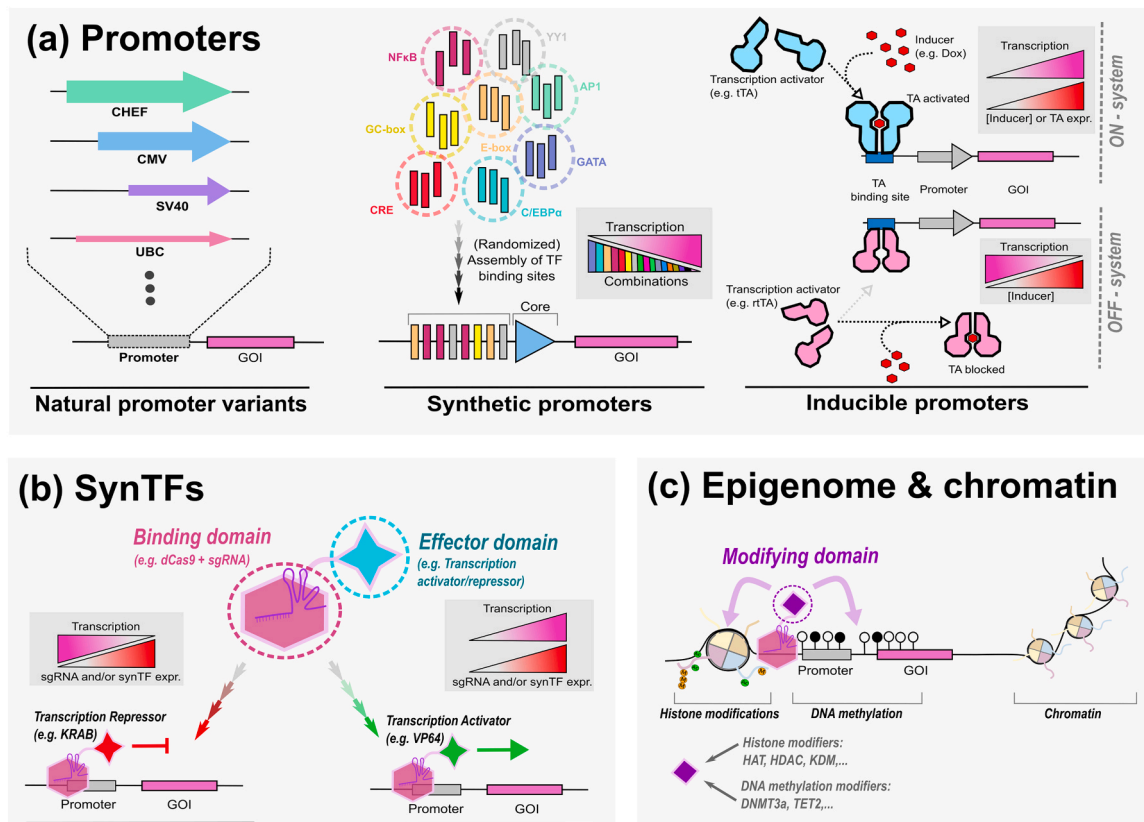 (a) Promoters
CHEF
CMV
SV40
UBC
Promoter
GOI
Natural promoter variants
NFκB
YY1
AP1
GC-box
E-box
GATA
CRE
C/EBPα
(Randomized)
Assembly of TF
binding sites
Transcription
Combinations
Core
GOI
Synthetic promoters
Transcription activator
(e.g. tTA)
Inducer
(e.g. Dox)
TA activated
Transcription
[Inducer] or TA expr.
ON - system
TA
binding site
Promoter
GOI
Transcription
[Inducer]
OFF - system
Transcription activator
(e.g. rtTA)
TA blocked
Inducible promoters
(b) SynTFs
Binding domain
(e.g. dCas9 + sgRNA)
Effector domain
(e.g. Transcription
activator/repressor)
Transcription
sgRNA and/or synTF expr.
Transcription
sgRNA and/or synTF expr.
Transcription Repressor
(e.g. KRAB)
Promoter
GOI
Transcription Activator
(e.g. VP64)
Promoter
GOI
(c) Epigenome & chromatin
Modifying domain
Promoter
GOI
Histone modifications
DNA methylation
Chromatin
Histone modifiers:
HAT, HDAC, KDM,...
DNA methylation modifiers:
DNMT3a, TET2,...